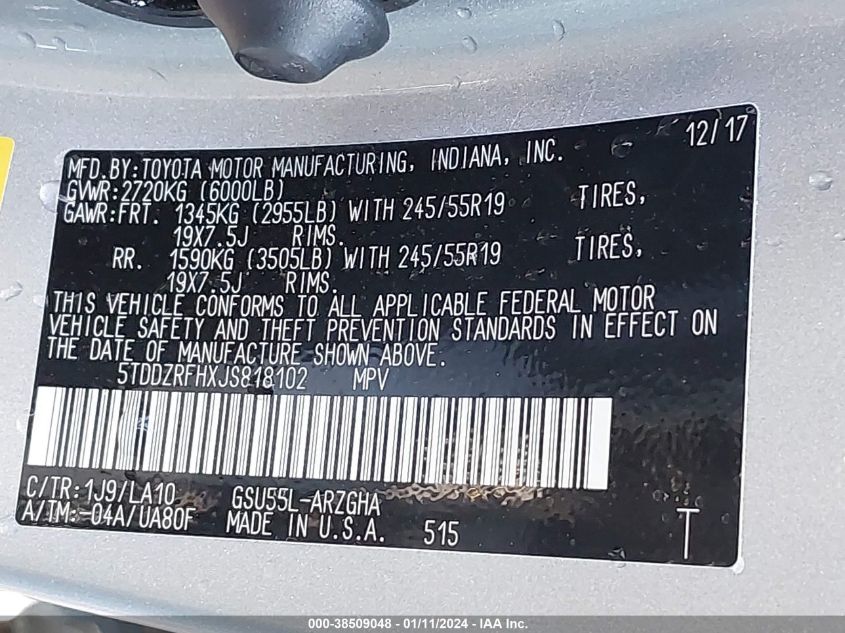 12/17
MFD.BY:TOYOTA MOTOR MANUFACTURING, INDIANA, INC.
GVWR:2720KG (6000LB)
GAWR:FRT. 1345KG (2955LB) WITH 245/55R19 TIRES,
19X7.5J RIMS.
RR. 1590KG (3505LB) WITH 245/55R19 TIRES,
19X7.5J RIMS.
THIS VEHICLE CONFORMS TO ALL APPLICABLE FEDERAL MOTOR
VEHICLE SAFETY AND THEFT PREVENTION STANDARDS IN EFFECT ON
THE DATE OF MANUFACTURE SHOWN ABOVE.
5TDDZRFHXJS818102 MPV
C/TR:1J9/LA10 GSU55L-ARZGHA
A/TM:-04A/UA80F MADE IN U.S.A. 515 T
000-38509048 - 01/11/2024 - IAA Inc.